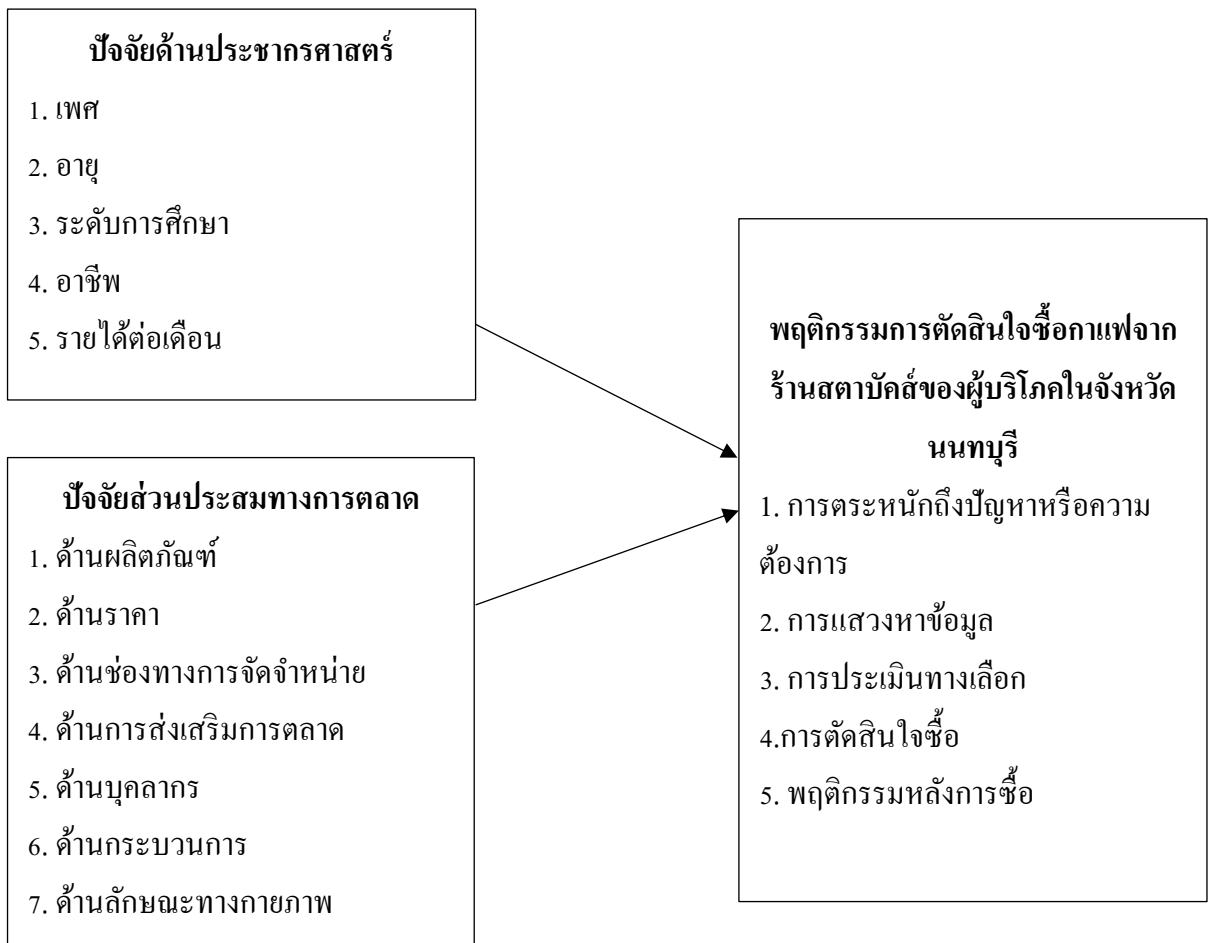 ปัจจัยด้านประชากรศาสตร์
1. เพศ
2. อายุ
3. ระดับการศึกษา
4. อาชีพ
5. รายได้ต่อเดือน
ปัจจัยส่วนประสมทางการตลาด
1. ด้านผลิตภัณฑ์
2. ด้านราคา
3. ด้านช่องทางการจัดจำหน่าย
4. ด้านการส่งเสริมการตลาด
5. ด้านบุคลากร
6. ด้านกระบวนการ
7. ด้านลักษณะทางกายภาพ
พฤติกรรมการตัดสินใจซื้อกาแฟจาก
ร้านสตาบัคส์ของผู้บริโภคในจังหวัด
นนทบุรี
1. การตระหนักถึงปัญหาหรือความ
ต้องการ
2. การแสวงหาข้อมูล
3. การประเมินทางเลือก
4.การตัดสินใจซื้อ
5. พฤติกรรมหลังการซื้อ